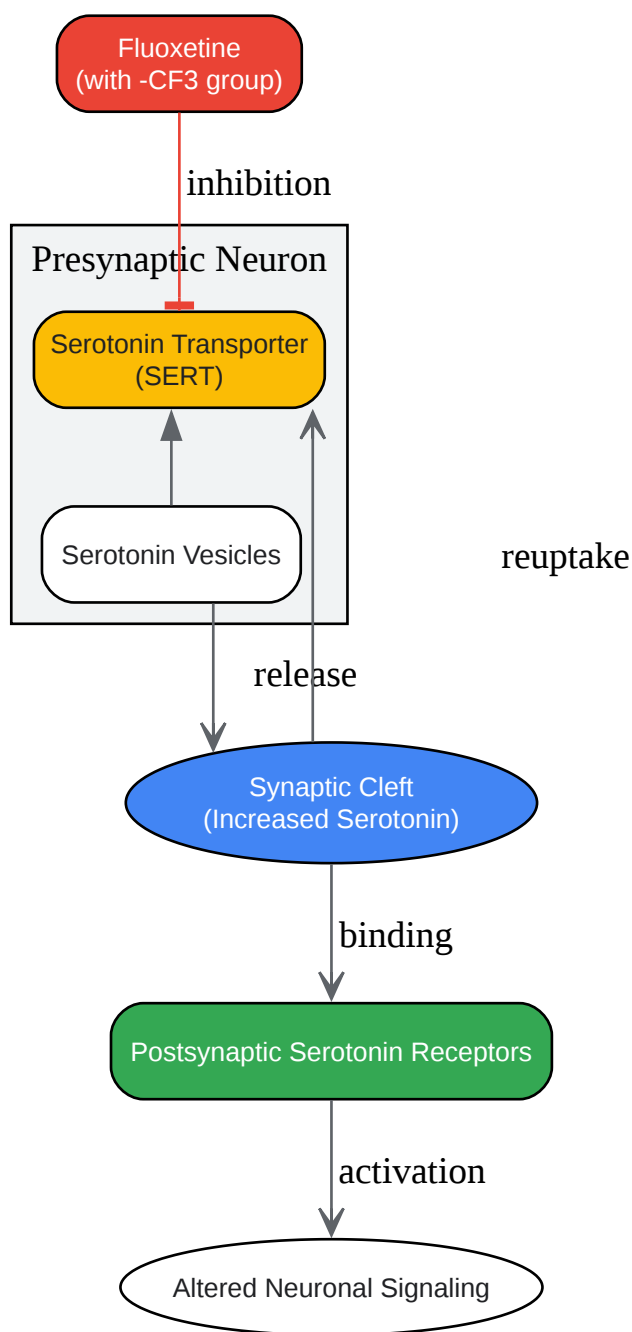 Fluoxetine
(with -CF3 group)
inhibition
Presynaptic Neuron
Serotonin Transporter
(SERT)
Serotonin Vesicles
reuptake
release
Synaptic Cleft
(Increased Serotonin)
binding
Postsynaptic Serotonin Receptors
activation
Altered Neuronal Signaling